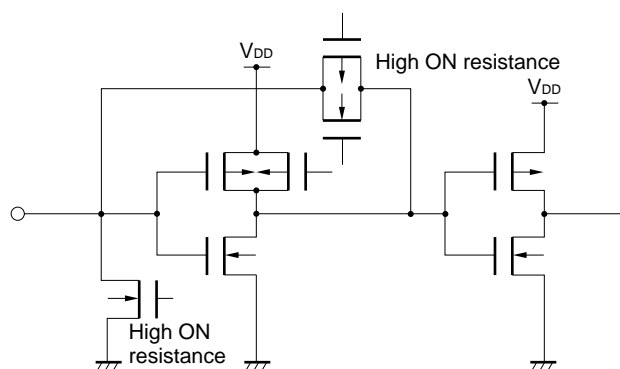 VDD
High ON resistance
VDD
High ON
resistance